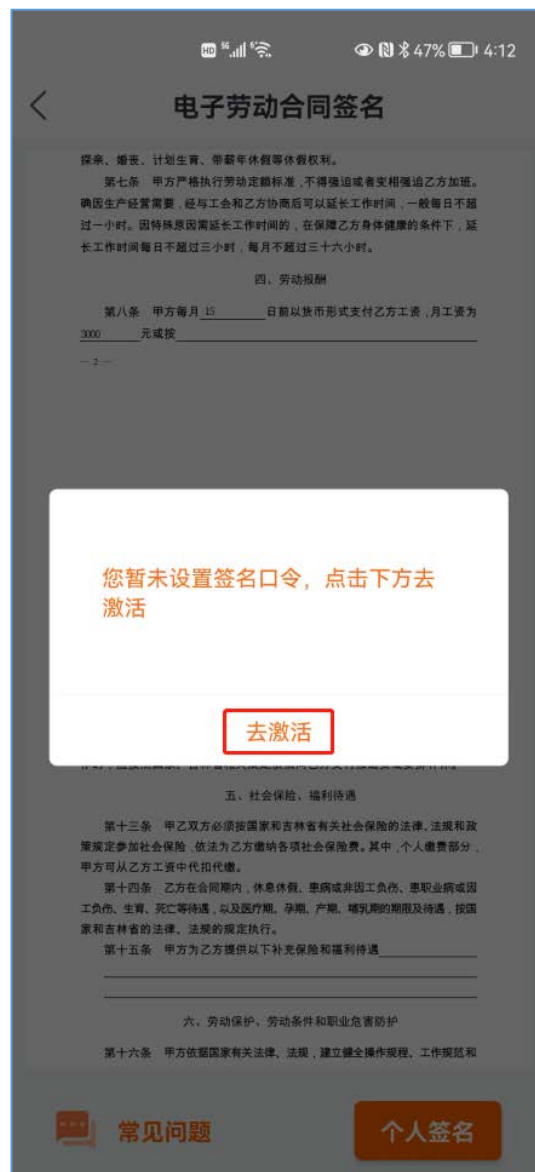 HD 5G 6 47% 4:12
电子劳动合同签名
探亲、婚丧、计划生育、带薪年休假等休假权利。
第七条 甲方严格执行劳动定额标准,不得强迫或者变相强迫乙方加班。
确因生产经营需要,经与工会和乙方协商后可以延长工作时间,一般每日不超
过一小时。因特殊原因需延长工作时间的,在保障乙方身体健康的条件下,延
长工作时间每日不超过三小时,每月不超过三十六小时。
四、劳动报酬
第八条 甲方每月 15 日前以货币形式支付乙方工资,月工资为
3000 元或按
— 2 —
您暂未设置签名口令，点击下方去
激活
去激活
五、社会保险、福利待遇
第十三条 甲乙双方必须按国家和吉林省有关社会保险的法律、法规和政
策规定参加社会保险,依法为乙方缴纳各项社会保险费。其中,个人缴费部分,
甲方可从乙方工资中代扣代缴。
第十四条 乙方在合同期内,休息休假、患病或非因工负伤、患职业病或因
工负伤、生育、死亡等待遇,以及医疗期、孕期、产期、哺乳期的期限及待遇,按国
家和吉林省的法律、法规的规定执行。
第十五条 甲方为乙方提供以下补充保险和福利待遇
六、劳动保护、劳动条件和职业危害防护
第十六条 甲方依据国家有关法律、法规,建立健全操作规程、工作规范和
常见问题
个人签名